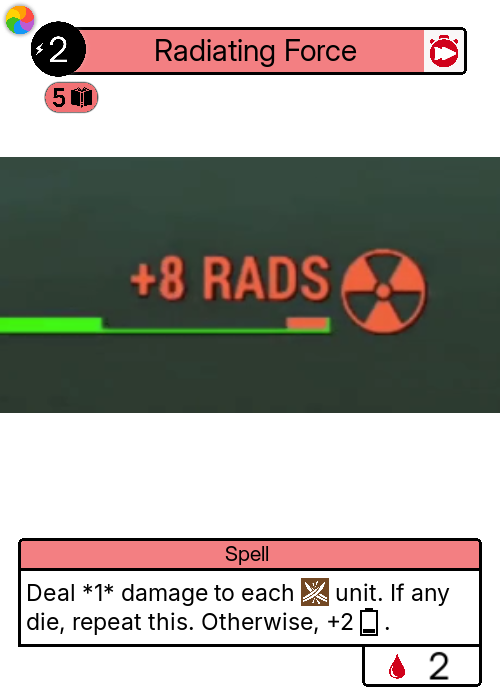 2
Radiating Force
5
+8 RADS
Spell
Deal *1* damage to each unit. If any
die, repeat this. Otherwise, +2 .
2